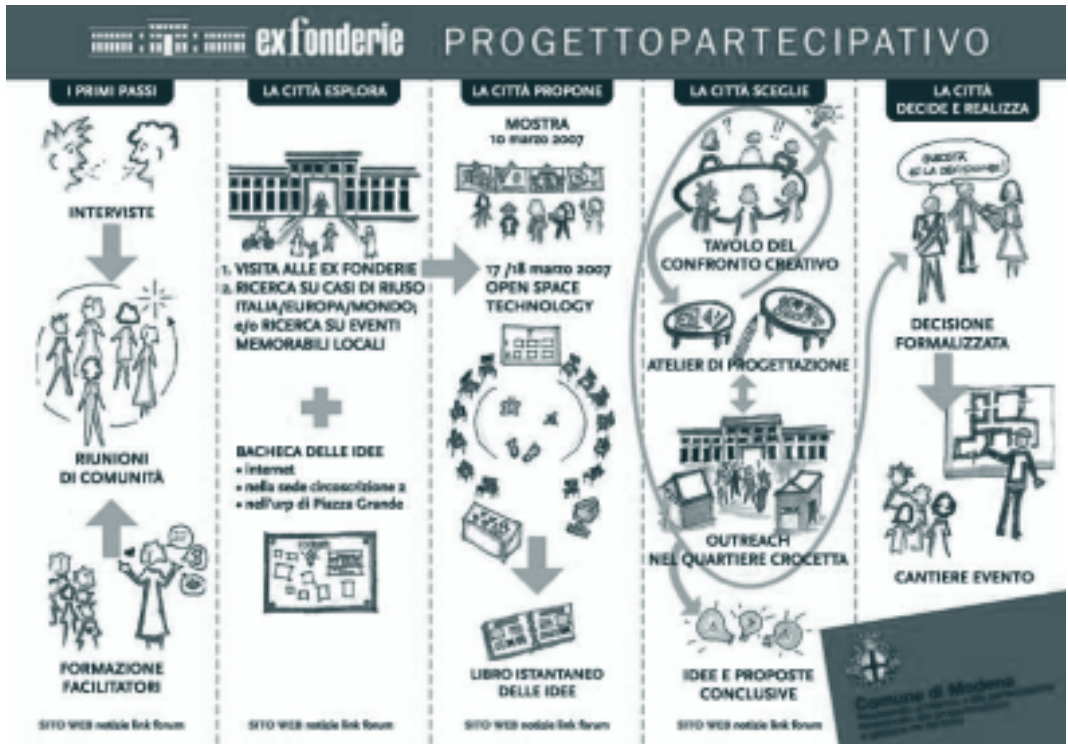 exfonderie PROGETTOPARTECIPATIVO
I PRIMI PASSI
INTERVISTE
RIUNIONI
DI COMUNITÀ
FORMAZIONE
FACILITATORI
SITO WEB notizie link forum
LA CITTÀ ESPLORA
1. VISITA ALLE EX FONDERIE
2. RICERCA SU CASI DI RIUSO
ITALIA/EUROPA/MONDO;
e/o RICERCA SU EVENTI
MEMORABILI LOCALI
BACHECA DELLE IDEE
• internet
• nella sede circoscrizione 2
• nell'urp di Piazza Grande
SITO WEB notizie link forum
LA CITTÀ PROPONE
MOSTRA
10 marzo 2007
17 /18 marzo 2007
OPEN SPACE
TECHNOLOGY
LIBRO ISTANTANEO
DELLE IDEE
SITO WEB notizie link forum
LA CITTÀ SCEGLIE
TAVOLO DEL
CONFRONTO CREATIVO
ATELIER DI PROGETTAZIONE
OUTREACH
NEL QUARTIERE CROCETTA
IDEE E PROPOSTE
CONCLUSIVE
SITO WEB notizie link forum
LA CITTÀ
DECIDE E REALIZZA
QUESTA
È LA DECISIONE!
DECISIONE
FORMALIZZATA
CANTIERE EVENTO
Comune di Modena